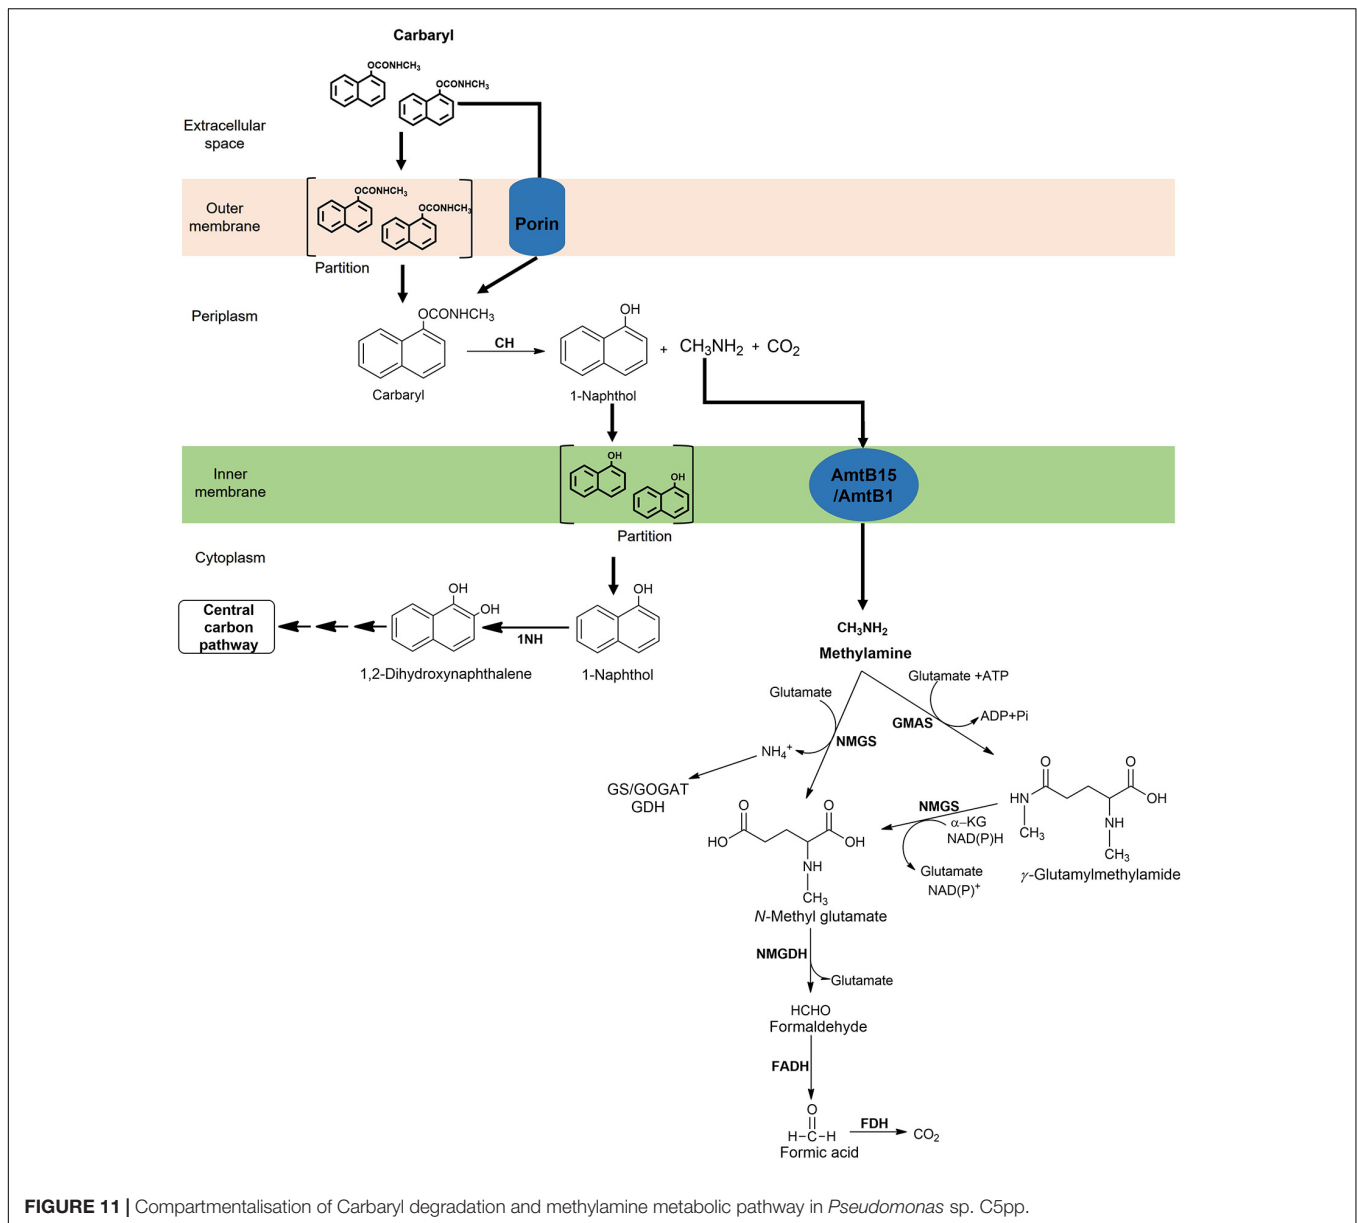 Carbaryl
OCONHCH3
OCONHCH3
Extracellular
space
OCONHCH3
OCONHCH3
Outer
membrane
Porin
Partition
Periplasm
OCONHCH3
CH
OH
+ CH3NH2 + CO2
Carbaryl
1-Naphthol
Inner
membrane
OH
OH
AmtB15
/AmtB1
Partition
Cytoplasm
Central
carbon
pathway
OH
OH
1NH
OH
1,2-Dihydroxynaphthalene
1-Naphthol
CH3NH2
Methylamine
Glutamate
Glutamate +ATP
GMAS
ADP+Pi
NMGS
NH4+
GS/GOGAT
GDH
O
O
HN
OH
NH
CH3
CH3
γ-Glutamylmethylamide
NMGS
α–KG
NAD(P)H
Glutamate
NAD(P)+
O
O
HO
OH
NH
CH3
N-Methyl glutamate
NMGDH
Glutamate
HCHO
Formaldehyde
FADH
O
H–C–H
FDH
CO2
Formic acid
FIGURE 11 | Compartmentalisation of Carbaryl degradation and methylamine metabolic pathway in Pseudomonas sp. C5pp.